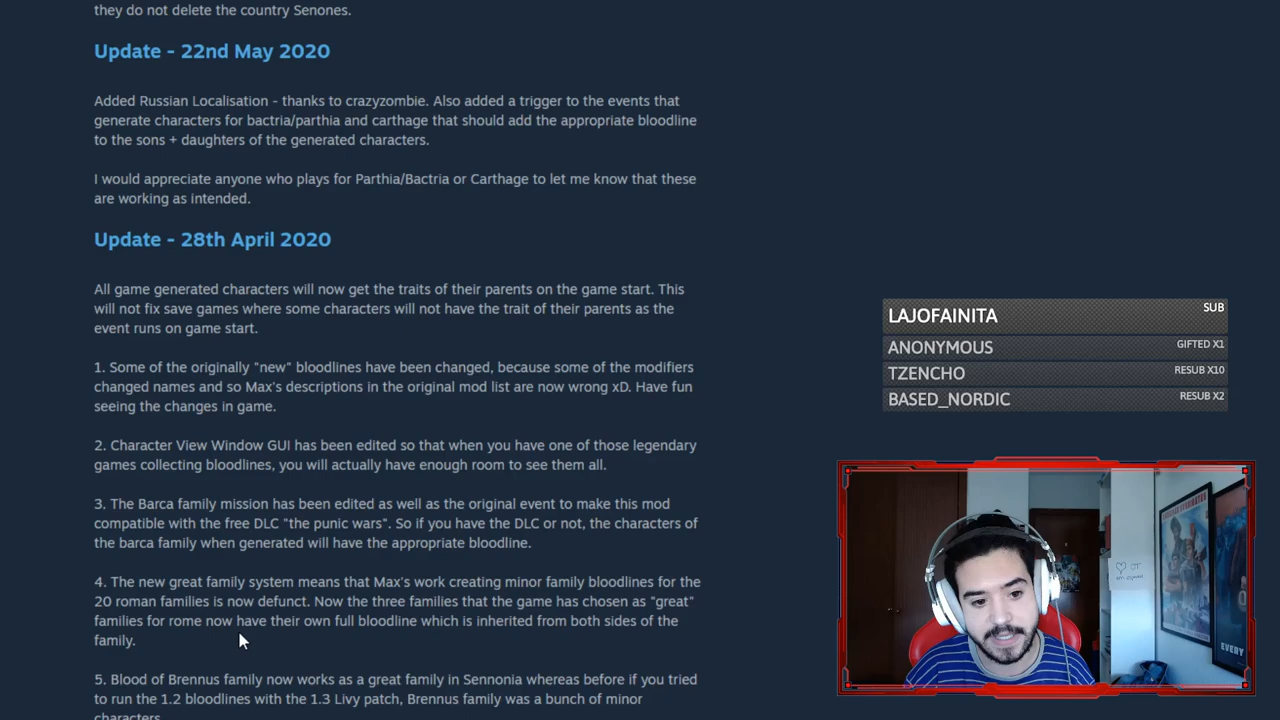 they do not delete the country Senones.
Update - 22nd May 2020
Added Russian Localisation - thanks to crazyzombie. Also added a trigger to the events that
generate characters for bactria/parthia and carthage that should add the appropriate bloodline
to the sons + daughters of the generated characters.
I would appreciate anyone who plays for Parthia/Bactria or Carthage to let me know that these
are working as intended.
Update - 28th April 2020
All game generated characters will now get the traits of their parents on the game start. This
will not fix save games where some characters will not have the trait of their parents as the
event runs on game start.
1. Some of the originally "new" bloodlines have been changed, because some of the modifiers
changed names and so Max's descriptions in the original mod list are now wrong xD. Have fun
seeing the changes in game.
2. Character View Window GUI has been edited so that when you have one of those legendary
games collecting bloodlines, you will actually have enough room to see them all.
3. The Barca family mission has been edited as well as the original event to make this mod
compatible with the free DLC "the punic wars". So if you have the DLC or not, the characters of
the barca family when generated will have the appropriate bloodline.
4. The new great family system means that Max's work creating minor family bloodlines for the
20 roman families is now defunct. Now the three families that the game has chosen as "great"
families for rome now have their own full bloodline which is inherited from both sides of the
family.
5. Blood of Brennus family now works as a great family in Sennonia whereas before if you tried
to run the 1.2 bloodlines with the 1.3 Livy patch, Brennus family was a bunch of minor
characters.
LAJOFAINITA SUB
ANONYMOUS GIFTED X1
TZENCHO RESUB X10
BASED_NORDIC RESUB X2
EVERY